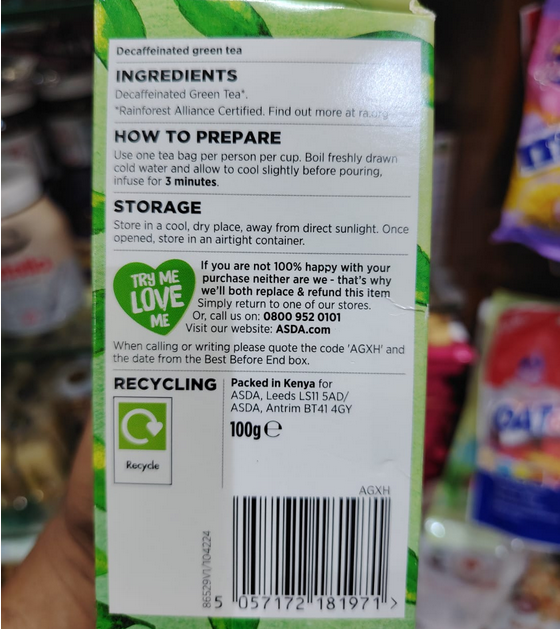 Decaffeinated green tea
INGREDIENTS
Decaffeinated Green Tea*.
*Rainforest Alliance Certified. Find out more at ra.org
HOW TO PREPARE
Use one tea bag per person per cup. Boil freshly drawn
cold water and allow to cool slightly before pouring,
infuse for 3 minutes.
STORAGE
Store in a cool, dry place, away from direct sunlight. Once
opened, store in an airtight container.
TRY ME
LOVE
ME
If you are not 100% happy with your
purchase neither are we - that's why
we'll both replace & refund this item
Simply return to one of our stores.
Or, call us on: 0800 952 0101
Visit our website: ASDA.com
When calling or writing please quote the code 'AGXH' and
the date from the Best Before End box.
RECYCLING
Recycle
Packed in Kenya for
ASDA, Leeds LS11 5AD/
ASDA, Antrim BT41 4GY
100g e
AGXH
86529V1/104224
5 057172 181971 >
OAT